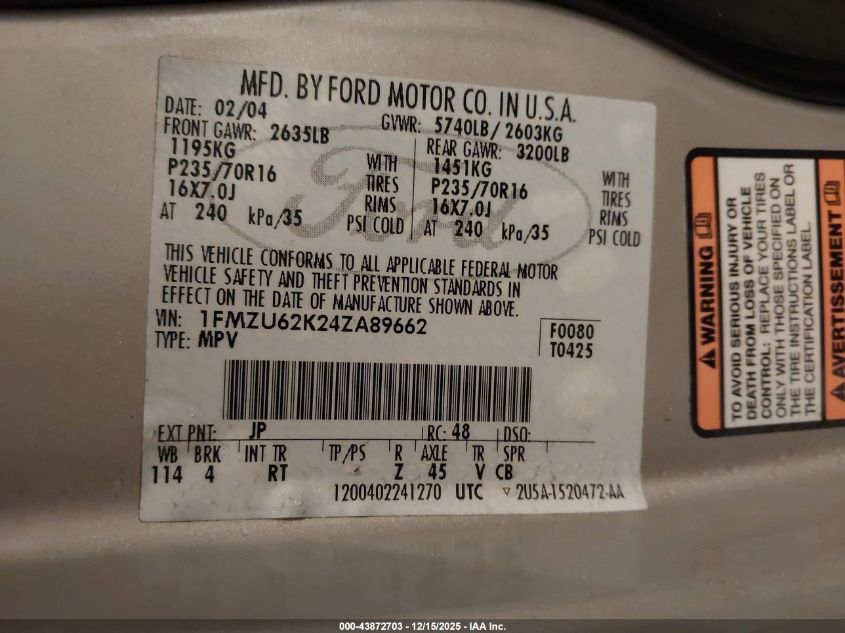 MFD. BY FORD MOTOR CO. IN U.S.A.
DATE: 02/04 GVWR: 5740LB/ 2603KG
FRONT GAWR: 2635LB REAR GAWR: 3200LB
1195KG WITH 1451KG WITH
P235/70R16 TIRES P235/70R16 TIRES
16X7.0J RIMS 16X7.0J RIMS
AT 240 kPa/35 PSI COLD AT 240 kPa/35 PSI COLD
Ford
THIS VEHICLE CONFORMS TO ALL APPLICABLE FEDERAL MOTOR
VEHICLE SAFETY AND THEFT PREVENTION STANDARDS IN
EFFECT ON THE DATE OF MANUFACTURE SHOWN ABOVE.
VIN: 1FMZU62K24ZA89662 F0080
TYPE: MPV T0425
EXT PNT: JP RC: 48 DSO:
WB BRK INT TR TP/PS R AXLE TR SPR
114 4 RT Z 45 V CB
1200402241270 UTC ▽ 2U5A-1520472-AA
WARNING
TO AVOID SERIOUS INJURY OR
DEATH FROM LOSS OF VEHICLE
CONTROL: REPLACE YOUR TIRES
ONLY WITH THOSE SPECIFIED ON
THE TIRE INSTRUCTIONS LABEL OR
THE CERTIFICATION LABEL.
AVERTISSEMENT
000-43872703 - 12/15/2025 - IAA Inc.